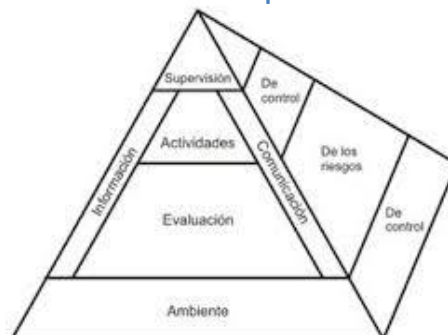 Supervisión
De
control
Actividades
De los
riesgos
Información
Comunicación
Evaluación
De
control
Ambiente